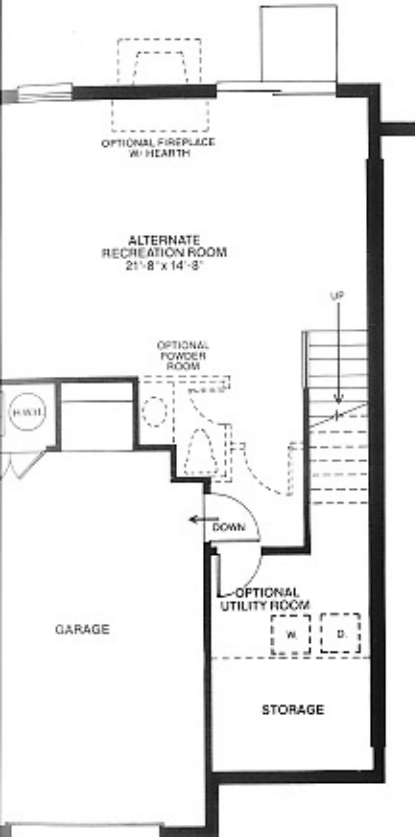 OPTIONAL FIREPLACE
W/ HEARTH
ALTERNATE
RECREATION ROOM
21'-8" x 14'-8"
UP
OPTIONAL
POWDER
ROOM
H.W.H.
DOWN
OPTIONAL
UTILITY ROOM
W.
D.
GARAGE
STORAGE